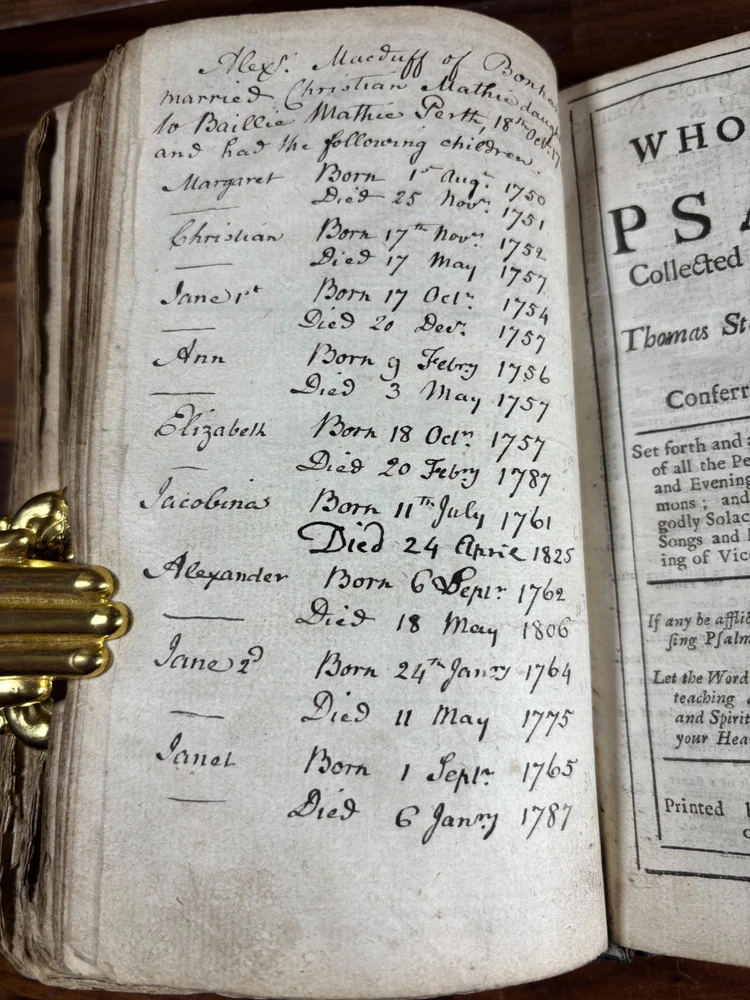 Alexr. Macduff of
married Christian Mathie
to Baillie Mathie Perth, 18th Octr.
and had the following children.
Margaret Born 1st Augt. 1750
Died 25 Novr. 1751
Christian Born 17th Novr. 1752
Died 17 May 1757
Jane 1st Born 17 Octr. 1754
Died 20 Decr. 1757
Ann Born 9 Febry 1756
Died 3 May 1757
Elizabeth Born 18 Octr. 1757
Died 20 Febry 1787
Jacobina Born 11th July 1761
Died 24 April 1825
Alexander Born 6 Septr. 1762
Died 18 May 1806
Jane 2d Born 24th Janry 1764
Died 11 May 1775
Janet Born 1 Septr. 1765
Died 6 Janry 1787
WHO
PSA
Collected
Thomas St
Conferr
Set forth and a
of all the Pe
and Evening
mons ; and
godly Solac
Songs and
ing of Vice
If any be afflic
sing Psalm
Let the Word
teaching
and Spirit
your Hea
Printed